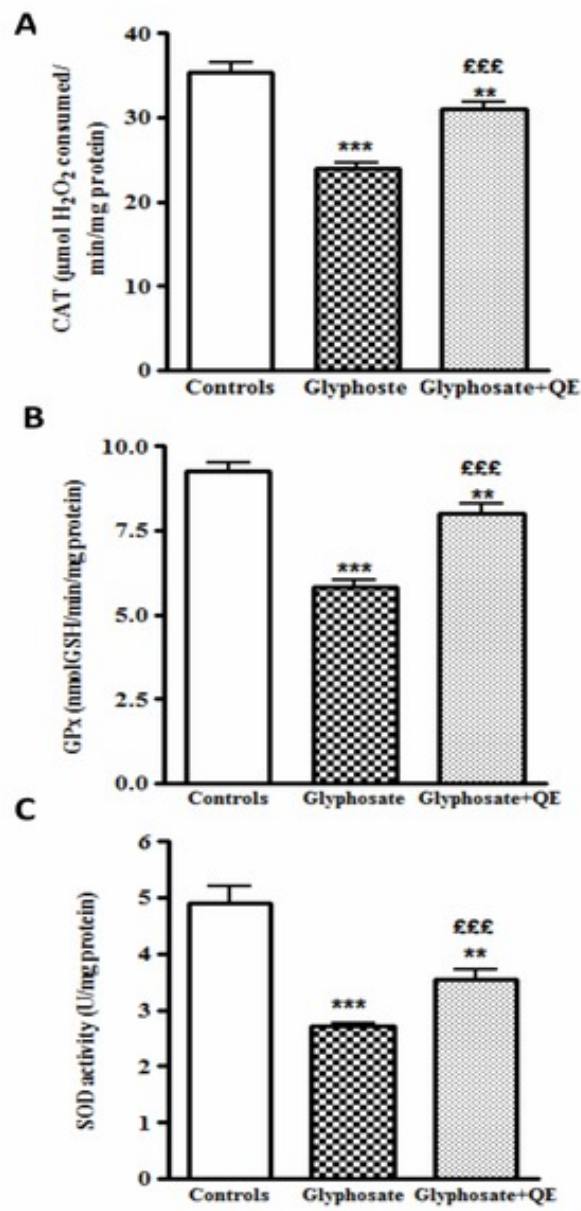 A
CAT (µmol H₂O₂ consumed/
min/mg protein)
40
30
20
10
0
***
£££
**
Controls
Glyphoste
Glyphosate+QE
B
GPx (nmolGSH/min/mg protein)
10.0
7.5
5.0
2.5
0.0
***
£££
**
Controls
Glyphosate
Glyphosate+QE
C
SOD activity (U/mg protein)
6
5
4
3
2
1
0
***
£££
**
Controls
Glyphosate
Glyphosate+QE